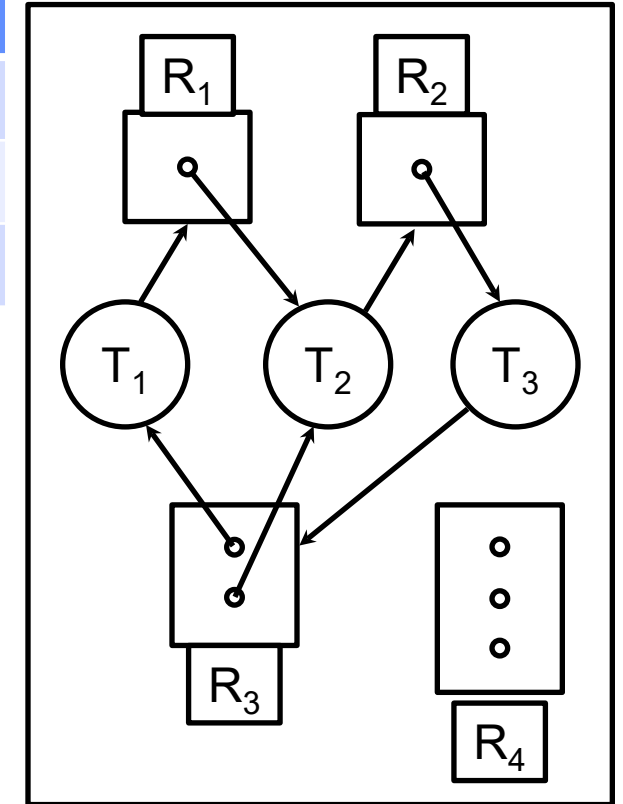 R₁ R₂
T₁ T₂ T₃
R₃
R₄